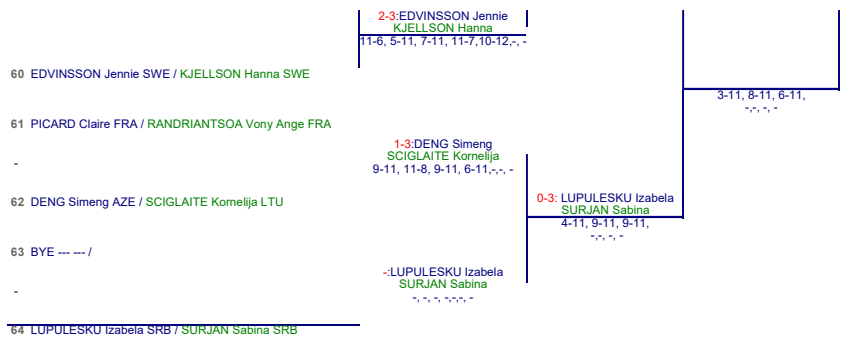 2-3:EDVINSSON Jennie
KJELLSON Hanna
11-6, 5-11, 7-11, 11-7,10-12,-, -
60 EDVINSSON Jennie SWE / KJELLSON Hanna SWE
3-11, 8-11, 6-11,
-,-, -, -
61 PICARD Claire FRA / RANDRIANTSOA Vony Ange FRA
1-3:DENG Simeng
SCIGLAITE Kornelija
9-11, 11-8, 9-11, 6-11,-,-, -
-
62 DENG Simeng AZE / SCIGLAITE Kornelija LTU
0-3: LUPULESKU Izabela
SURJAN Sabina
4-11, 9-11, 9-11,
-,-, -, -
63 BYE --- --- /
-:LUPULESKU Izabela
SURJAN Sabina
-, -, -, -,-,-, -
-
64 LUPULESKU Izabela SRB / SURJAN Sabina SRB